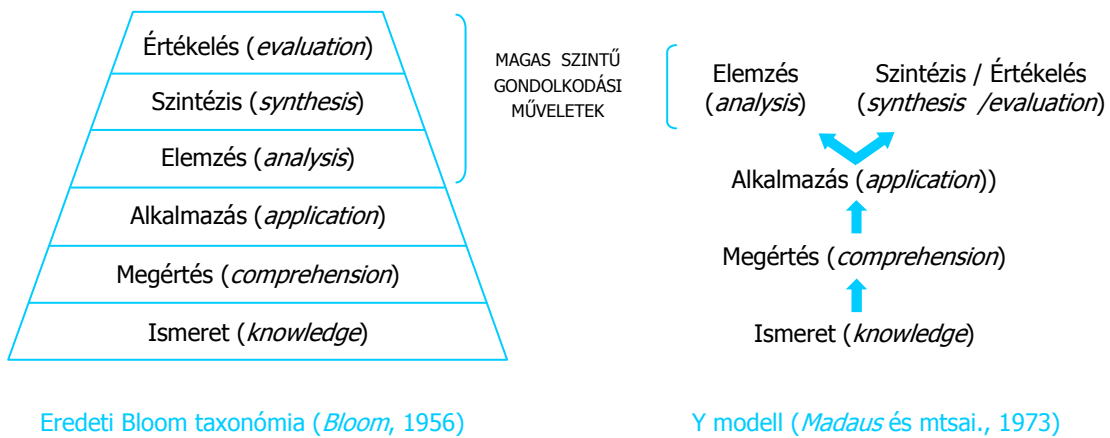 Értékelés (evaluation)
Szintézis (synthesis)
Elemzés (analysis)
Alkalmazás (application)
Megértés (comprehension)
Ismeret (knowledge)
Eredeti Bloom taxonómia (Bloom, 1956)
MAGAS SZINTŰ
GONDOLKODÁSI
MŰVELETEK
Elemzés
(analysis)
Szintézis / Értékelés
(synthesis /evaluation)
Alkalmazás (application))
Megértés (comprehension)
Ismeret (knowledge)
Y modell (Madaus és mtsai., 1973)